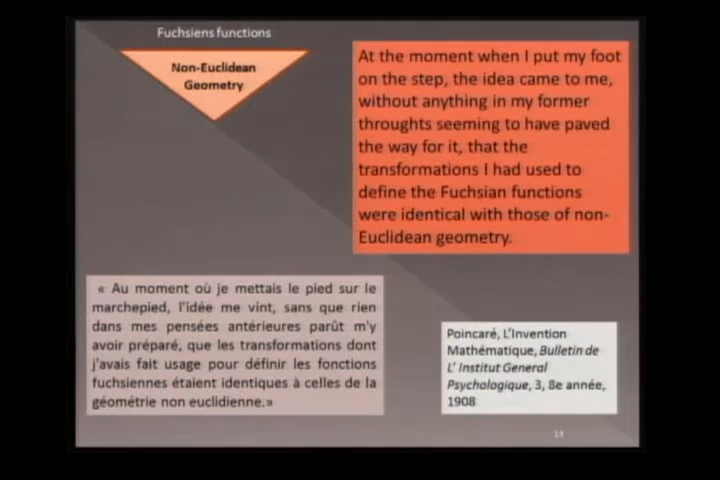 Fuchsiens functions
Non-Euclidean
Geometry
At the moment when I put my foot
on the step, the idea came to me,
without anything in my former
throughts seeming to have paved
the way for it, that the
transformations I had used to
define the Fuchsian functions
were identical with those of non-
Euclidean geometry.
« Au moment où je mettais le pied sur le
marchepied, l'idée me vint, sans que rien
dans mes pensées antérieures parût m'y
avoir préparé, que les transformations dont
j'avais fait usage pour définir les fonctions
fuchsiennes étaient identiques à celles de la
géométrie non euclidienne.»
Poincaré, L'Invention
Mathématique, Bulletin de
L' Institut General
Psychologique, 3, 8e année,
1908